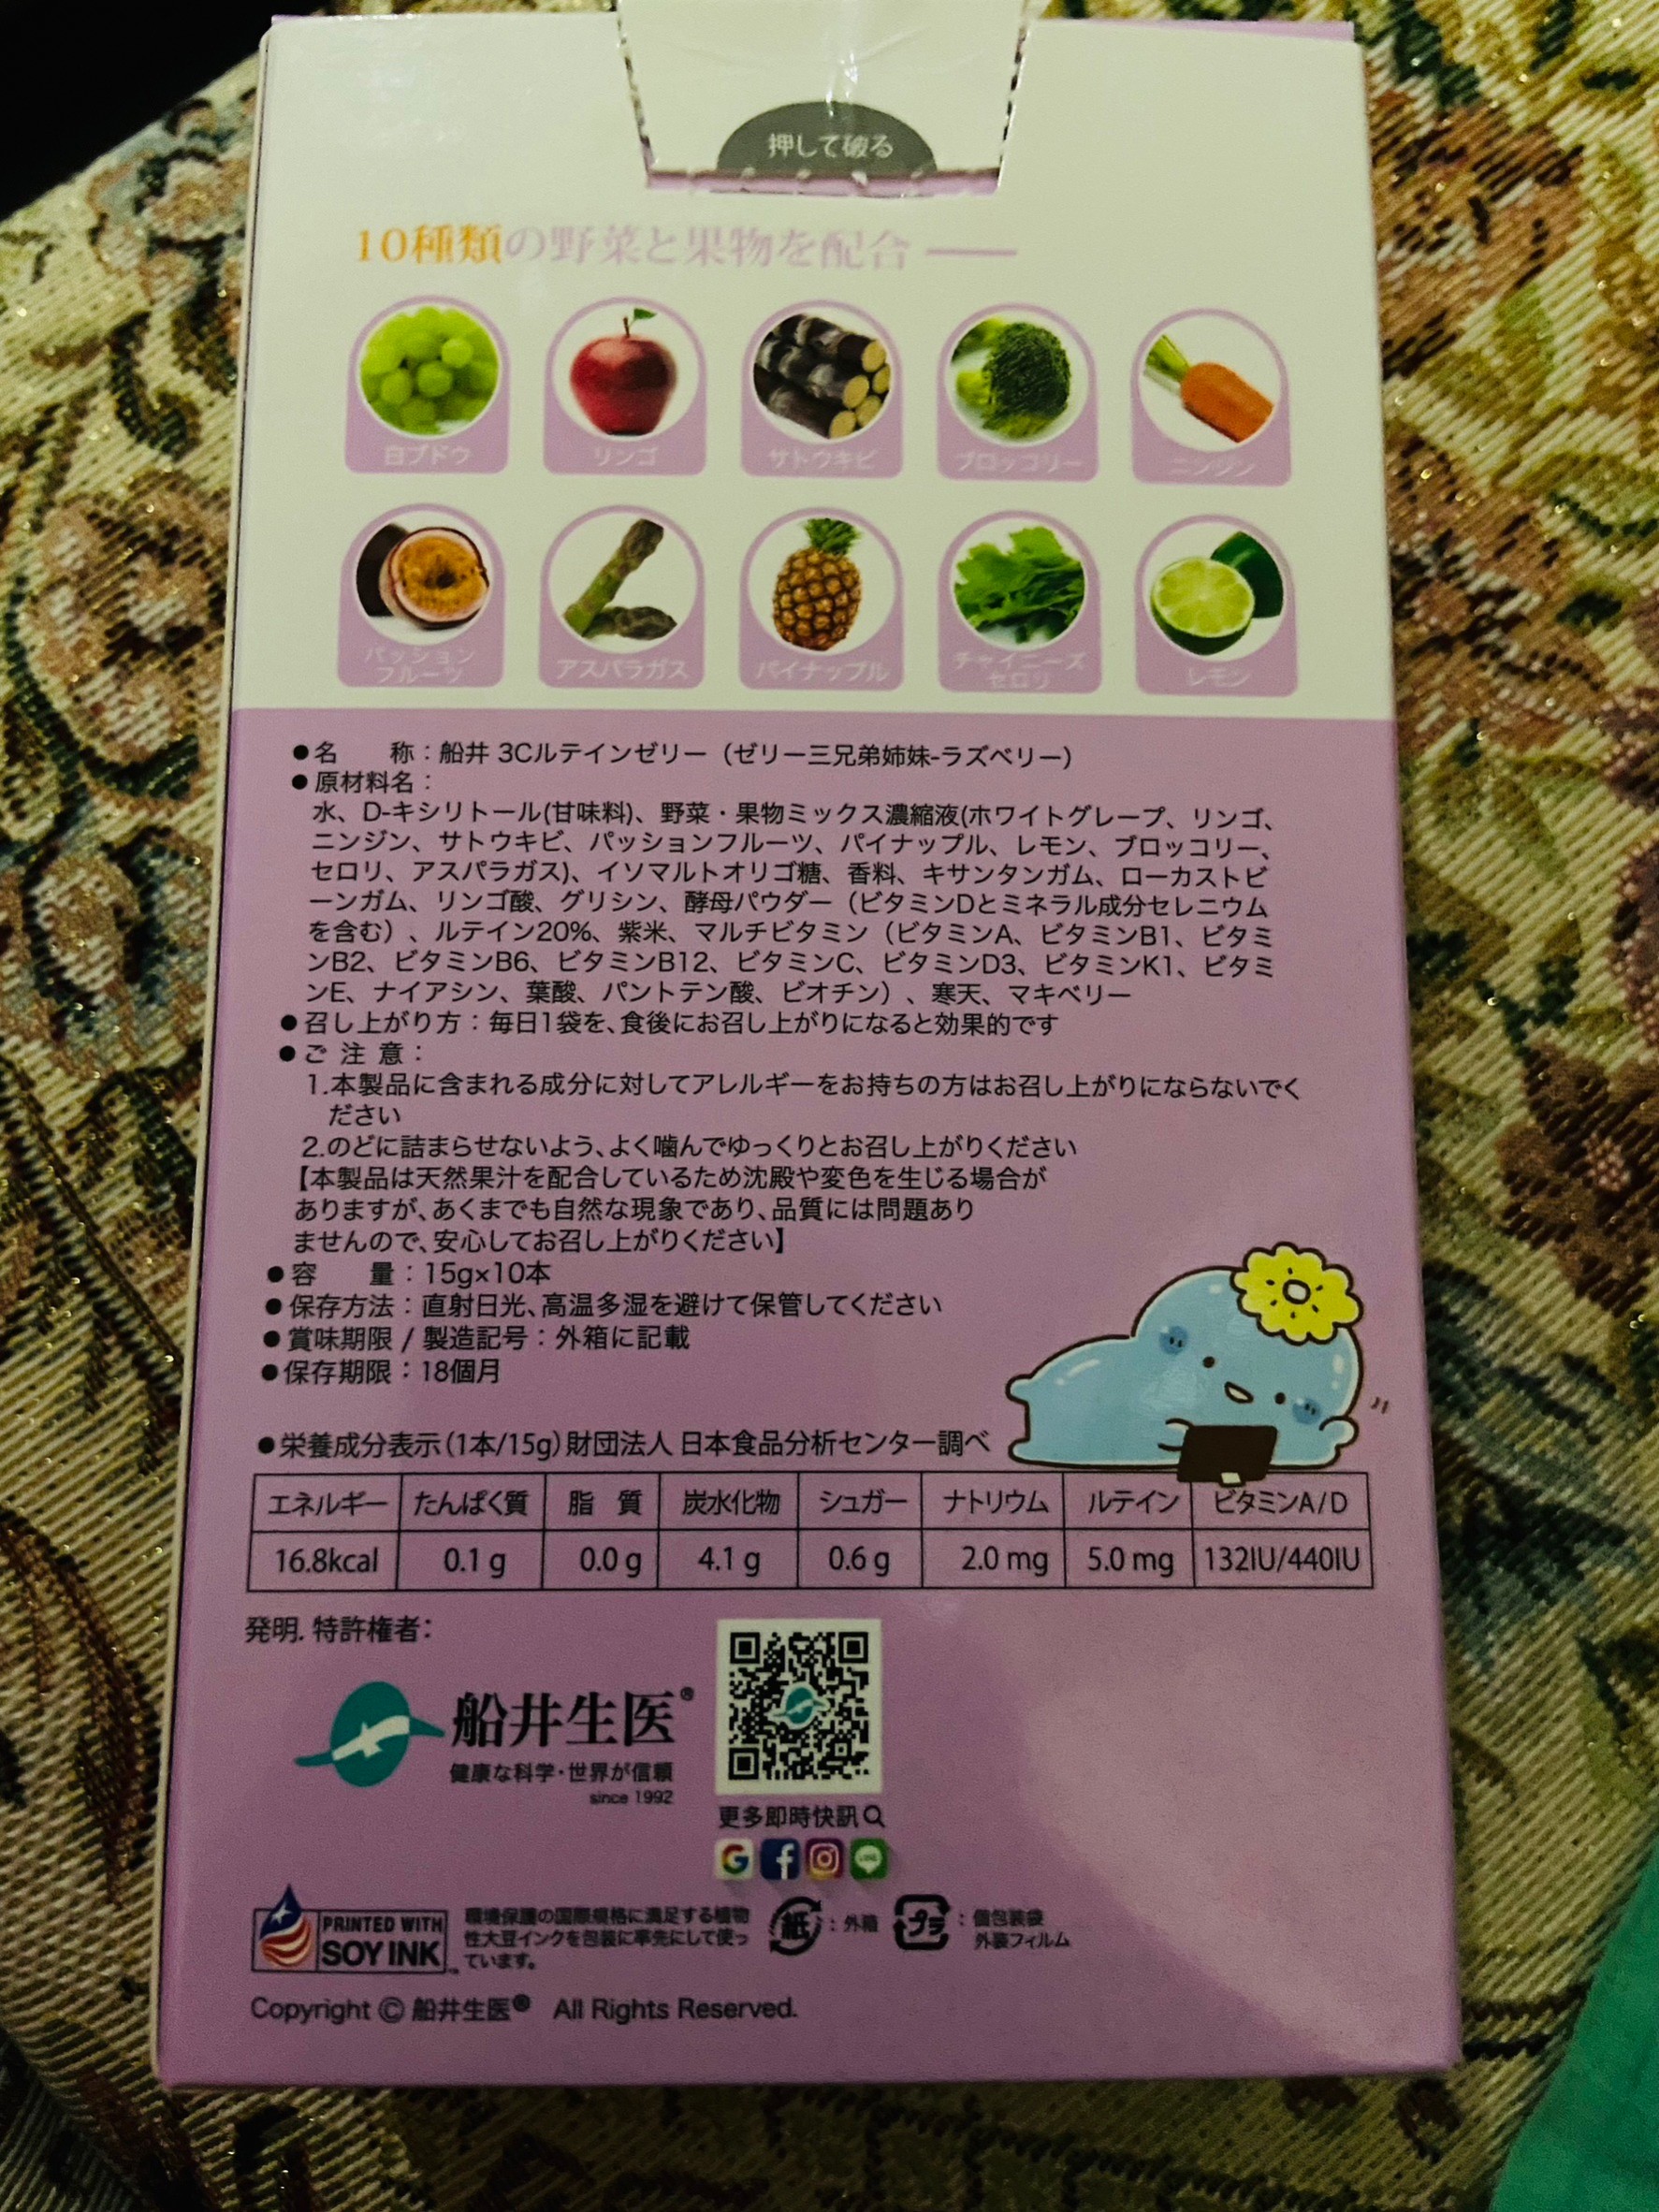 押して破る
10種類の野菜と果物を配合
白ブドウ
リンゴ
サトウキビ
ブロッコリー
ニンジン
パッション
フルーツ
アスパラガス
パイナップル
チャイニーズ
セロリ
レモン
●名　　称：船井 3Cルテインゼリー（ゼリー三兄弟姉妹-ラズベリー）
●原材料名：
水、D-キシリトール(甘味料)、野菜・果物ミックス濃縮液(ホワイトグレープ、リンゴ、
ニンジン、サトウキビ、パッションフルーツ、パイナップル、レモン、ブロッコリー、
セロリ、アスパラガス)、イソマルトオリゴ糖、香料、キサンタンガム、ローカストビ
ーンガム、リンゴ酸、グリシン、酵母パウダー（ビタミンDとミネラル成分セレニウム
を含む）、ルテイン20%、紫米、マルチビタミン（ビタミンA、ビタミンB1、ビタミ
ンB2、ビタミンB6、ビタミンB12、ビタミンC、ビタミンD3、ビタミンK1、ビタミ
ンE、ナイアシン、葉酸、パントテン酸、ビオチン）、寒天、マキベリー
●召し上がり方：毎日1袋を、食後にお召し上がりになると効果的です
●ご 注 意：
1.本製品に含まれる成分に対してアレルギーをお持ちの方はお召し上がりにならないでく
ださい
2.のどに詰まらせないよう、よく噛んでゆっくりとお召し上がりください
【本製品は天然果汁を配合しているため沈殿や変色を生じる場合が
ありますが、あくまでも自然な現象であり、品質には問題あり
ませんので、安心してお召し上がりください】
●容　　量：15g×10本
●保存方法：直射日光、高温多湿を避けて保管してください
●賞味期限 / 製造記号：外箱に記載
●保存期限：18個月
●栄養成分表示（1本/15g）財団法人 日本食品分析センター調べ
エネルギー たんぱく質 脂 質 炭水化物 シュガー ナトリウム ルテイン ビタミンA/D
16.8kcal 0.1 g 0.0 g 4.1 g 0.6 g 2.0 mg 5.0 mg 132IU/440IU
発明. 特許権者：
船井生医®
健康な科学・世界が信頼
since 1992
更多即時快訊
PRINTED WITH
SOY INK™
環境保護の国際規格に満足する植物
性大豆インクを包装に率先にして使っ
ています。
紙：外箱
プラ：個包装袋
外装フィルム
Copyright © 船井生医® All Rights Reserved.